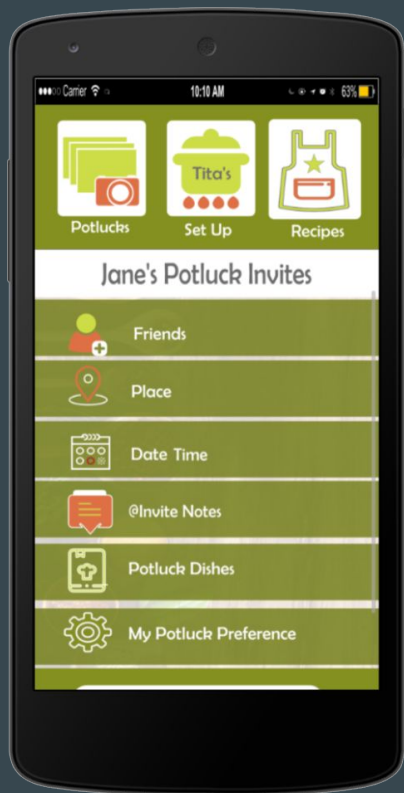 Carrier
10:10 AM
63%
Tita's
Potlucks
Set Up
Recipes
Jane's Potluck Invites
Friends
Place
Date Time
@Invite Notes
Potluck Dishes
My Potluck Preference